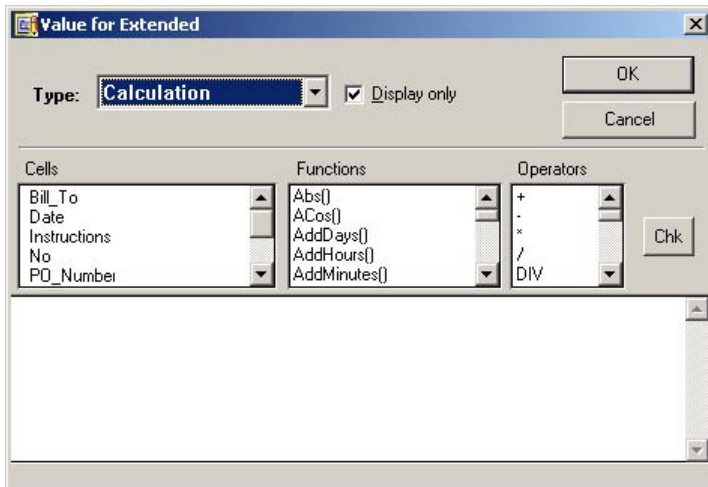 Value for Extended
Type: Calculation Display only OK
Cancel
Cells Functions Operators
Bill_To Abs() +
Date ACos() -
Instructions AddDays() *
No AddHours() /
PO_Number AddMinutes() DIV
Chk